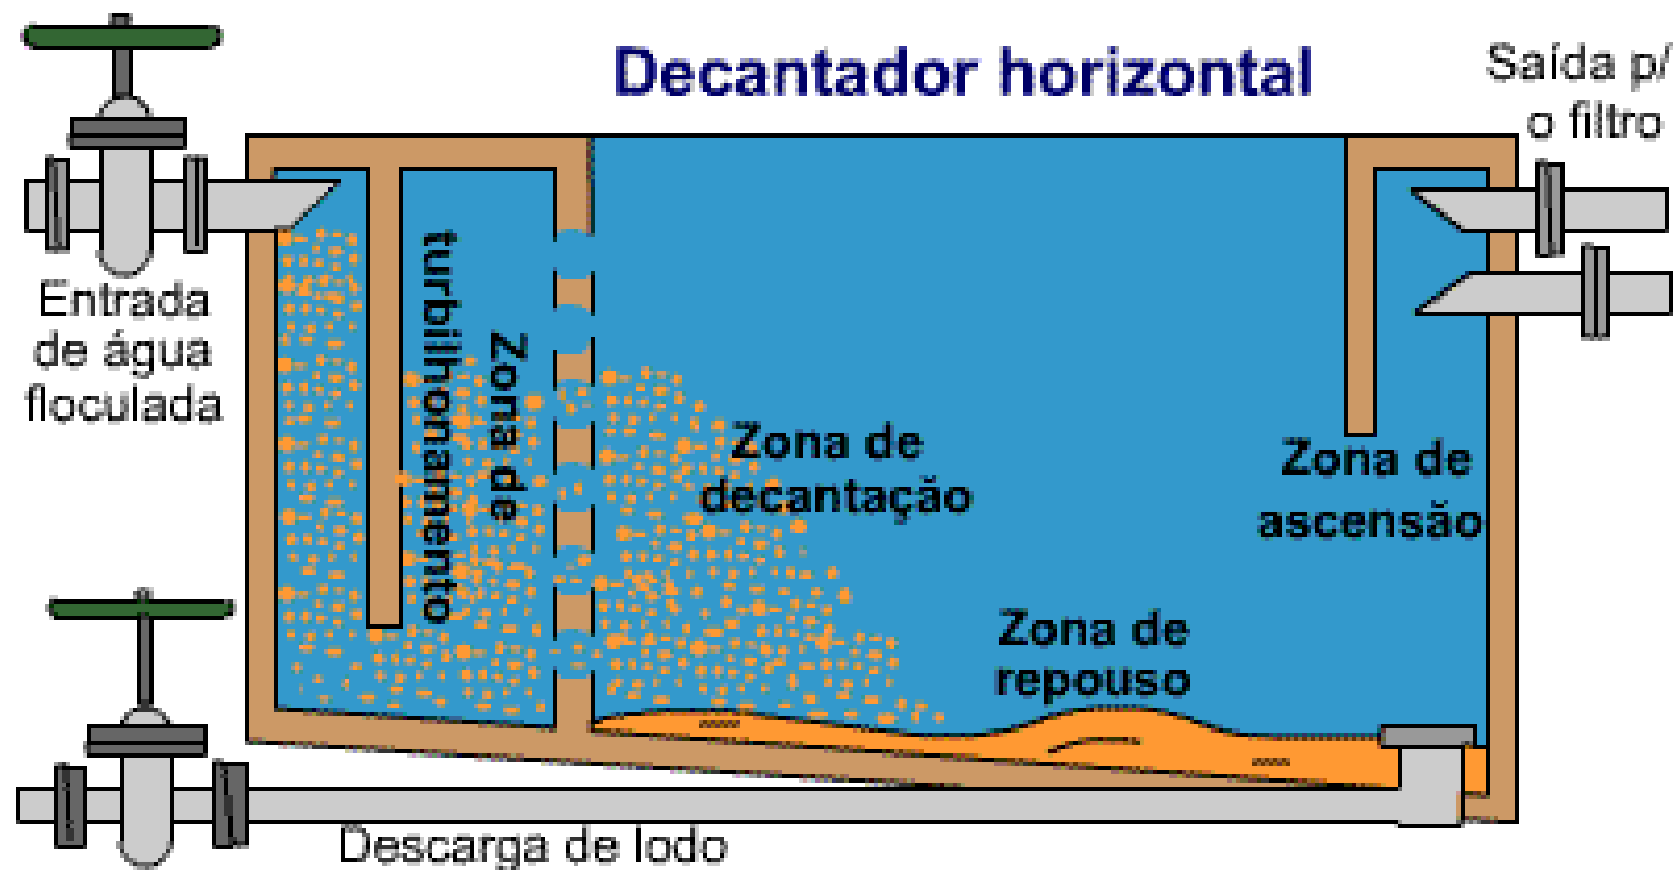 Decantador horizontal
Saída p/
o filtro
Entrada
de água
floculada
Zona de
turbilhonamento
Zona de
decantação
Zona de
ascensão
Zona de
repouso
Descarga de lodo